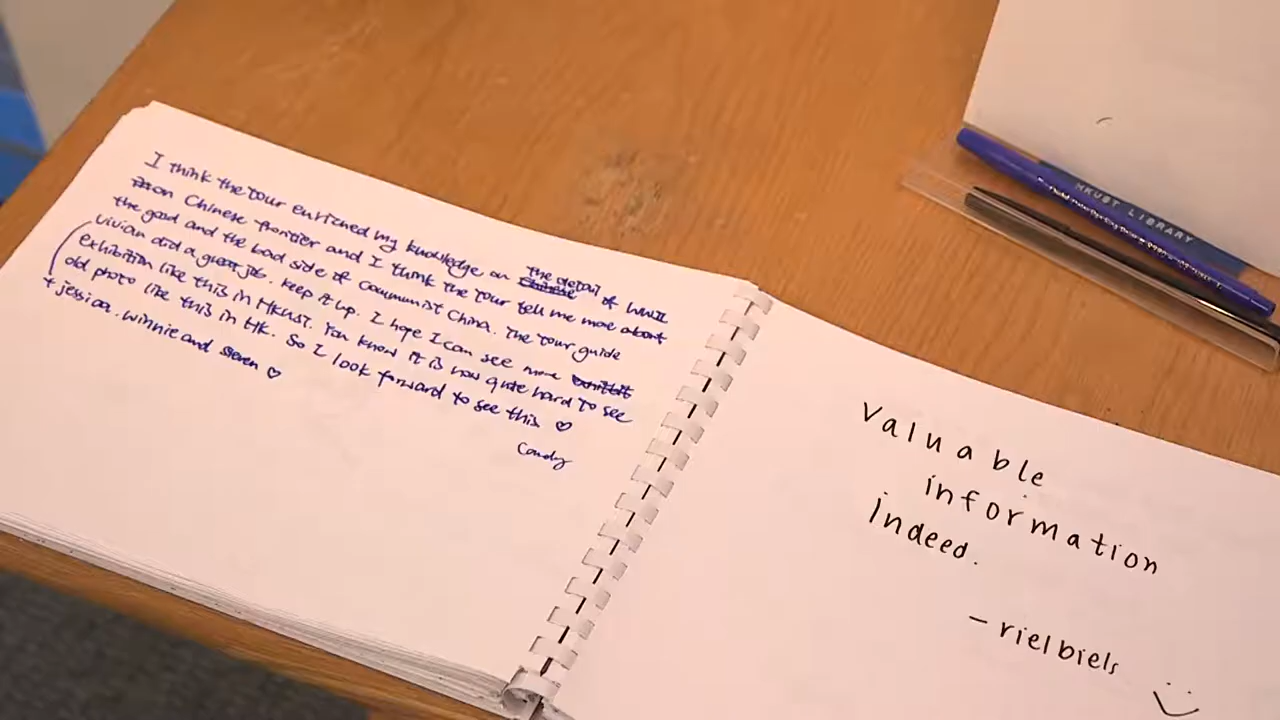 I think the tour enriched my knowledge on the detail of WWII
on Chinese frontier and I think the tour tell me more about
the good and the bad side of Communist China. The tour guide
Vivian did a great job. Keep it up. I hope I can see more
exhibition like this in HKUST. You know it is now quite hard to see
old photo like this in HK. So I look forward to see this ♡
+ jessica. winnie and steven ♡
Candy
Valuable
information
indeed.
– rielbiels
HKUST LIBRARY